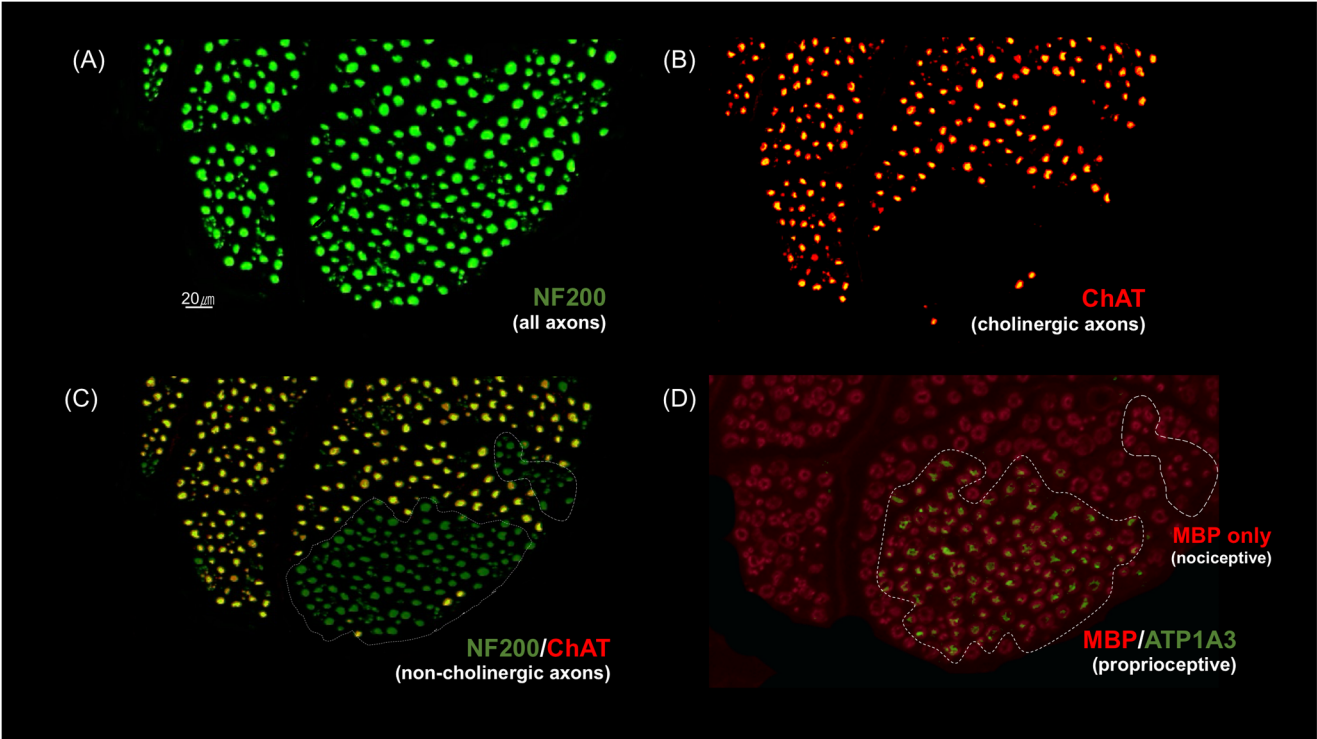 (A)
20㎛
NF200
(all axons)
(B)
ChAT
(cholinergic axons)
(C)
NF200/ChAT
(non-cholinergic axons)
(D)
MBP only
(nociceptive)
MBP/ATP1A3
(proprioceptive)